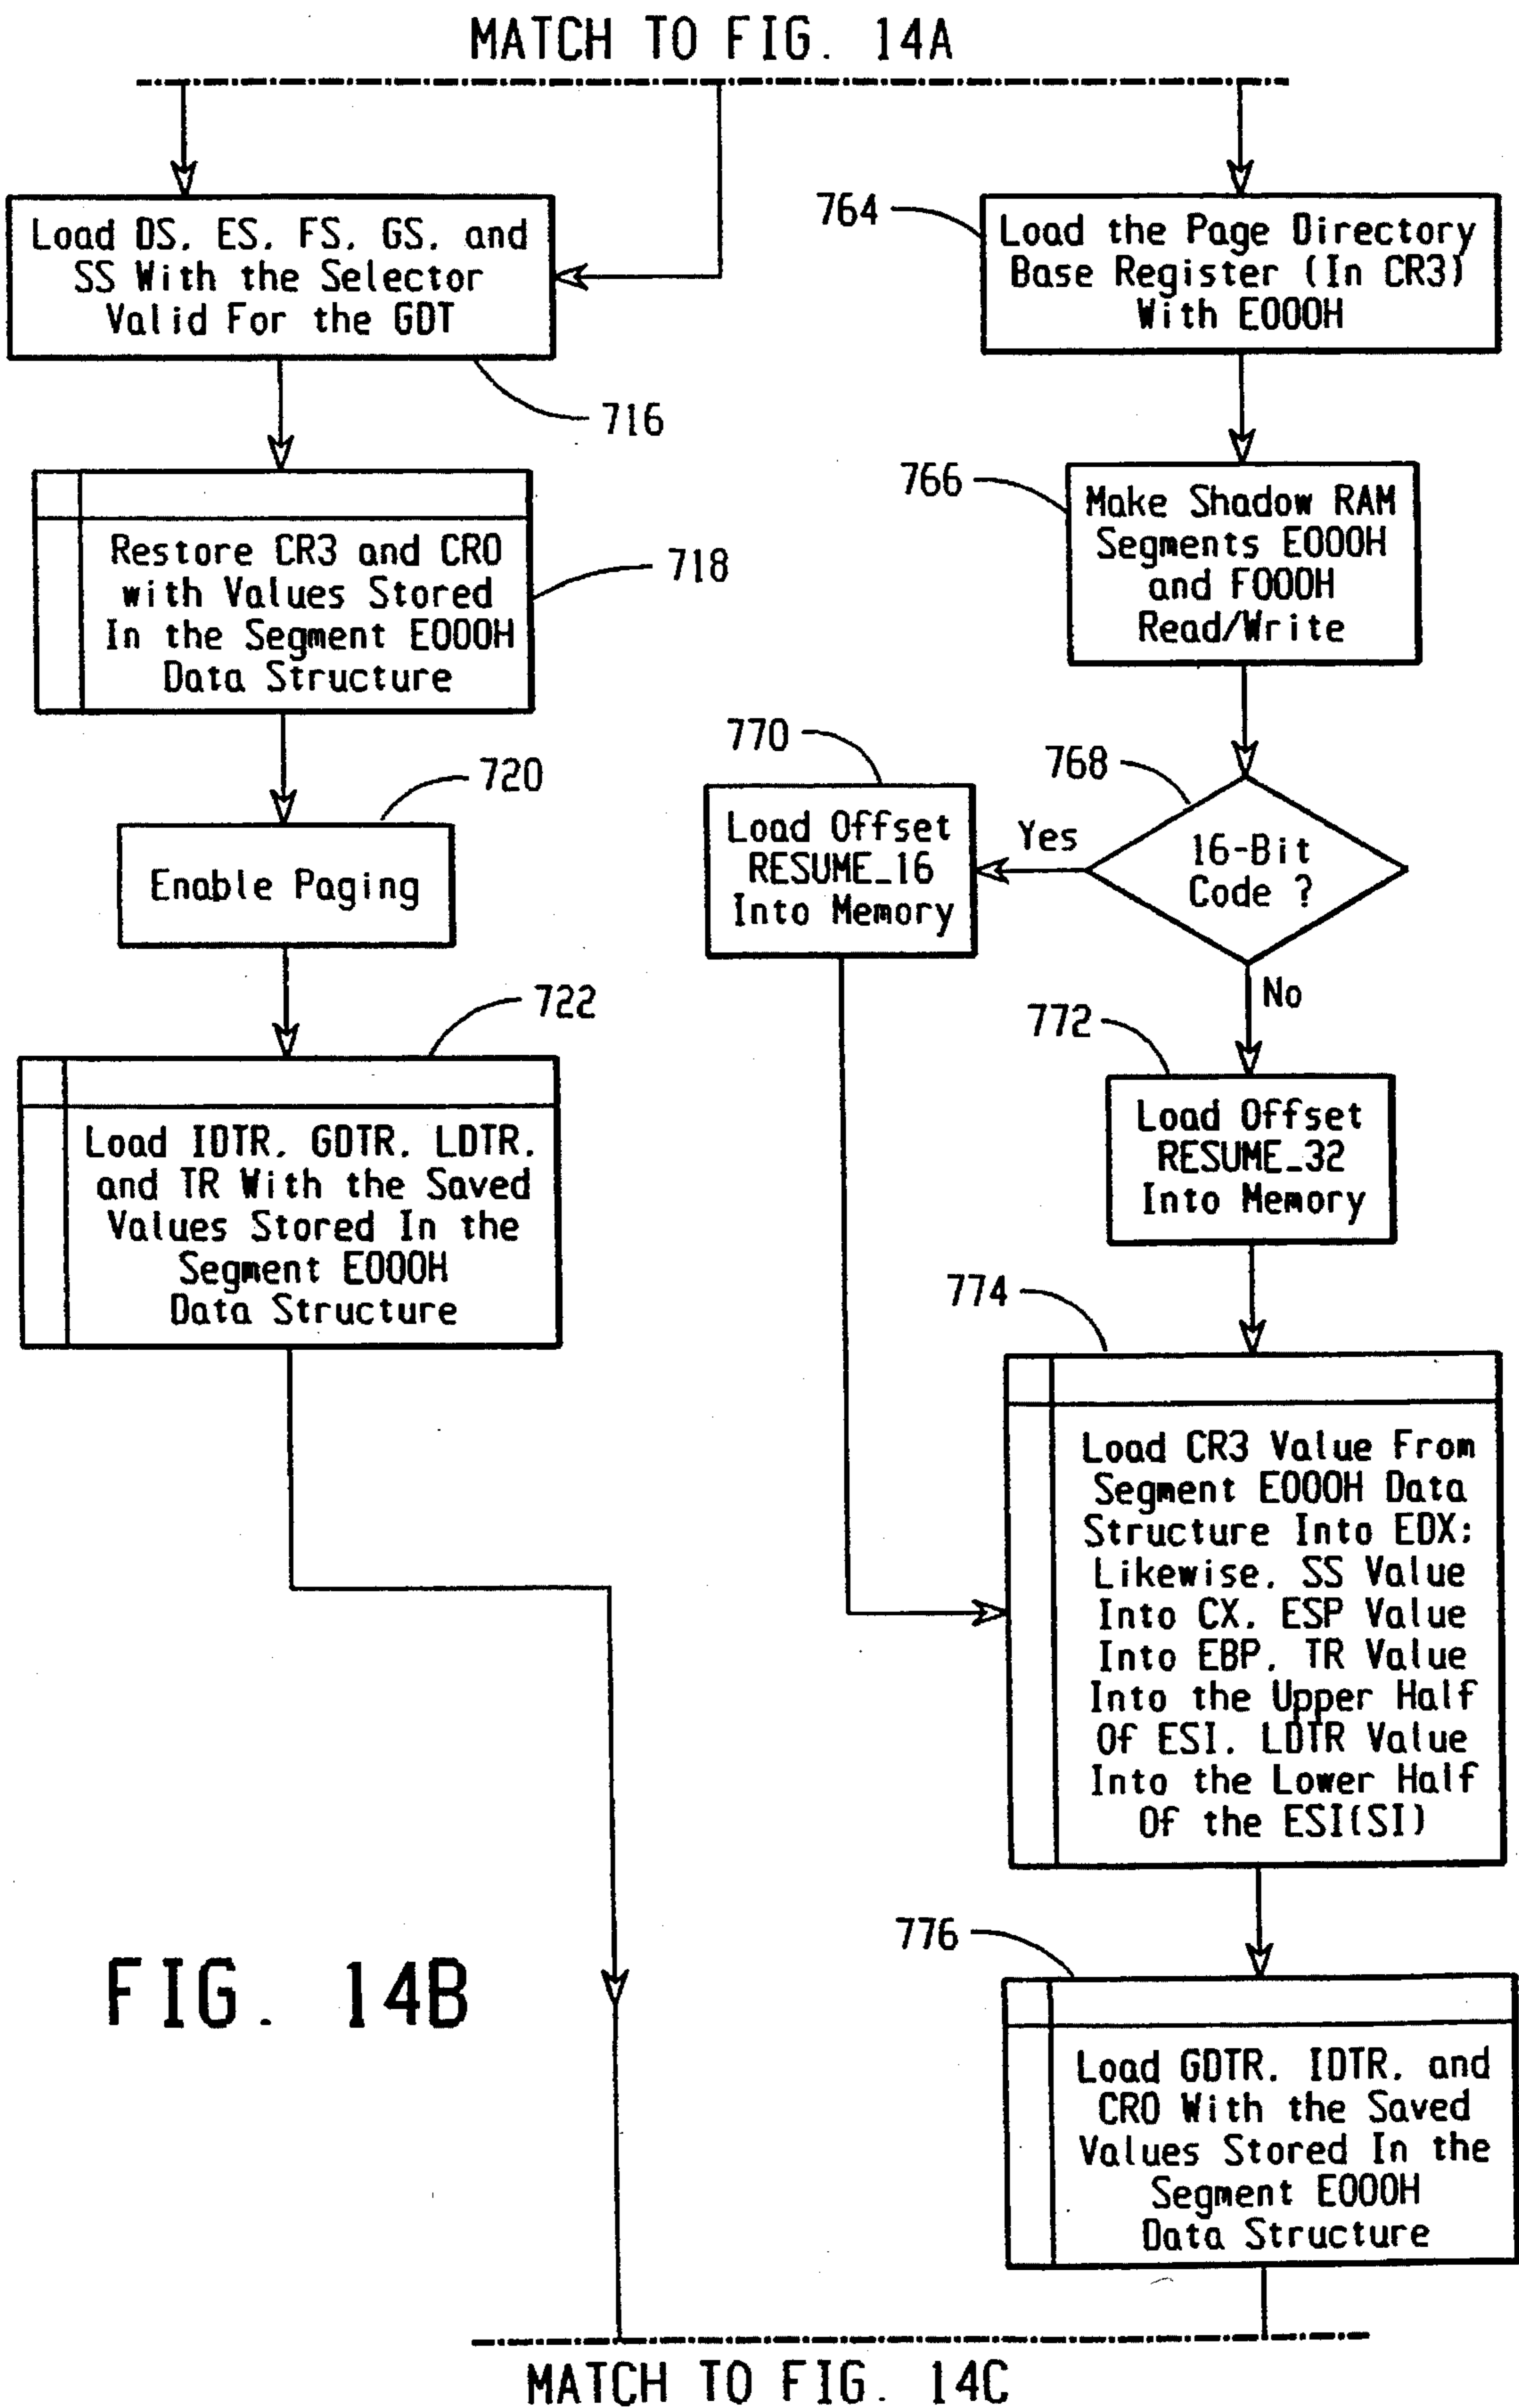 MATCH TO FIG. 14A
Load DS, ES, FS, GS, and
SS With the Selector
Valid For the GDT
716
Restore CR3 and CR0
with Values Stored
In the Segment E000H
Data Structure
718
720
Enable Paging
722
Load IDTR, GDTR, LDTR,
and TR With the Saved
Values Stored In the
Segment E000H
Data Structure
764
Load the Page Directory
Base Register (In CR3)
With E000H
766
Make Shadow RAM
Segments E000H
and F000H
Read/Write
768
16-Bit
Code ?
Yes
770
Load Offset
RESUME_16
Into Memory
No
772
Load Offset
RESUME_32
Into Memory
774
Load CR3 Value From
Segment E000H Data
Structure Into EDX;
Likewise, SS Value
Into CX, ESP Value
Into EBP, TR Value
Into the Upper Half
Of ESI, LDTR Value
Into the Lower Half
Of the ESI(SI)
776
Load GDTR, IDTR, and
CR0 With the Saved
Values Stored In the
Segment E000H
Data Structure
FIG. 14B
MATCH TO FIG. 14C